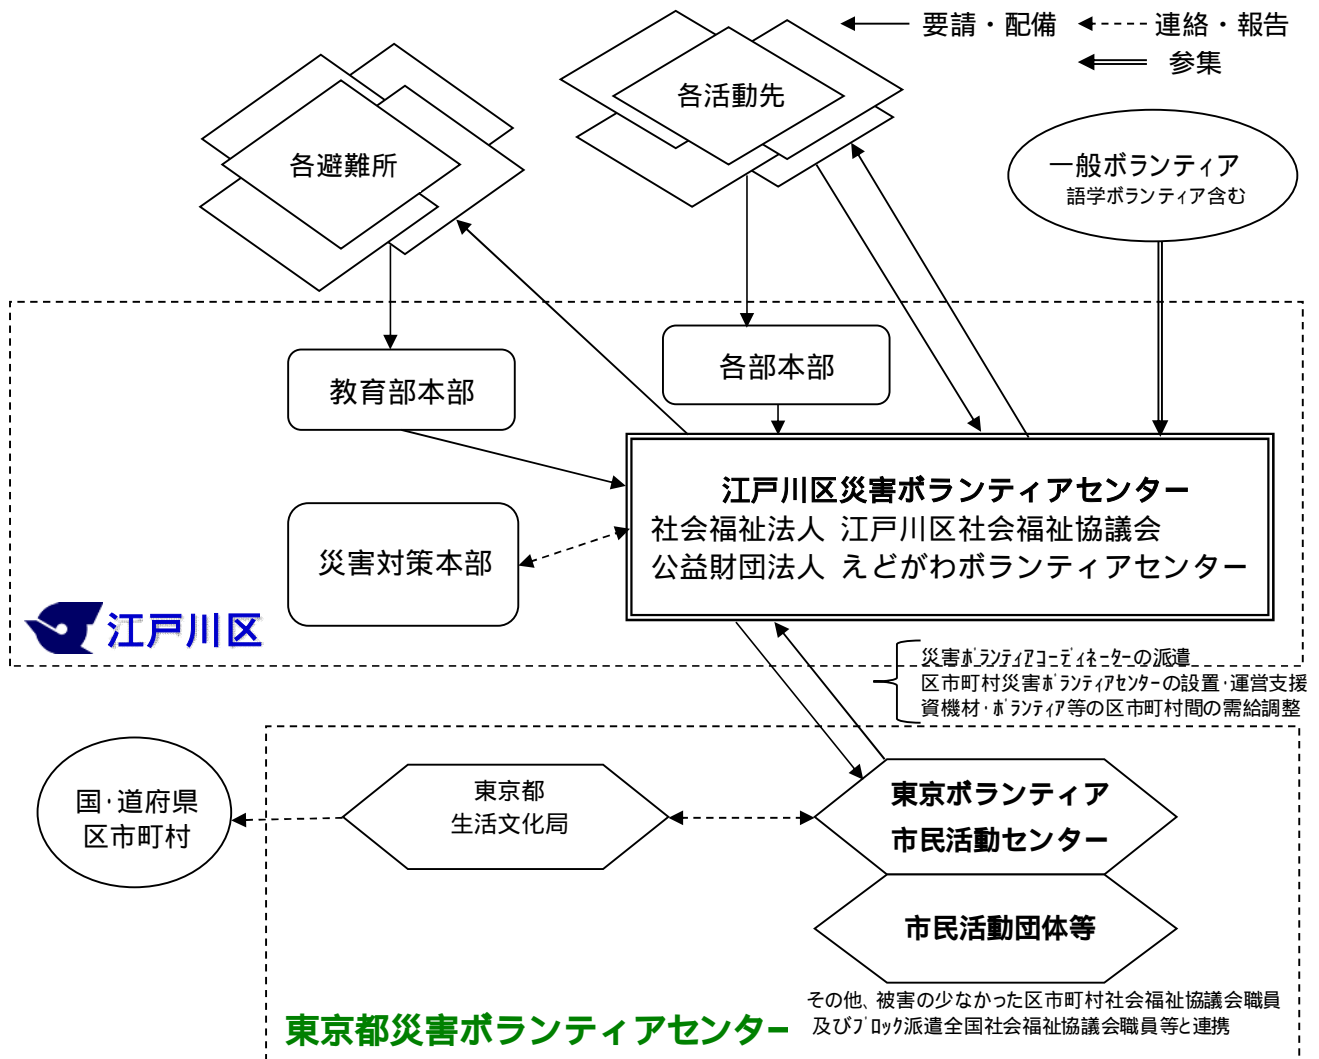 要請・配備
連絡・報告
参集
各活動先
各避難所
一般ボランティア
語学ボランティア含む
各部本部
教育部本部
江戸川区災害ボランティアセンター
社会福祉法人 江戸川区社会福祉協議会
公益財団法人 えどがわボランティアセンター
災害対策本部
江戸川区
災害ﾎﾞﾗﾝﾃｨｱｺｰﾃﾞｨﾈｰﾀｰの派遣
区市町村災害ﾎﾞﾗﾝﾃｨｱｾﾝﾀｰの設置･運営支援
資機材･ﾎﾞﾗﾝﾃｨｱ等の区市町村間の需給調整
国･道府県
区市町村
東京都
生活文化局
東京ボランティア
市民活動センター
市民活動団体等
その他、被害の少なかった区市町村社会福祉協議会職員
及びﾌﾞﾛｯｸ派遣全国社会福祉協議会職員等と連携
東京都災害ボランティアセンター